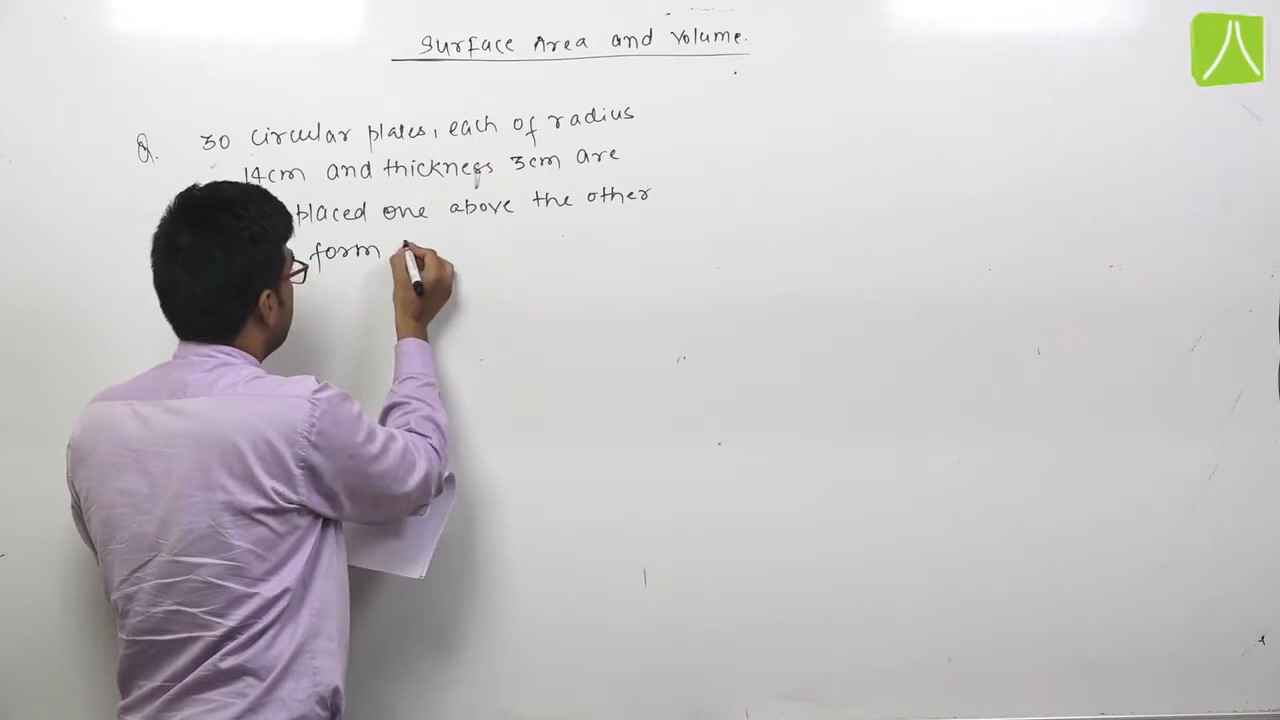 Surface Area and Volume.
Q. 30 circular plates, each of radius
14cm and thickness 3cm are
placed one above the other
form